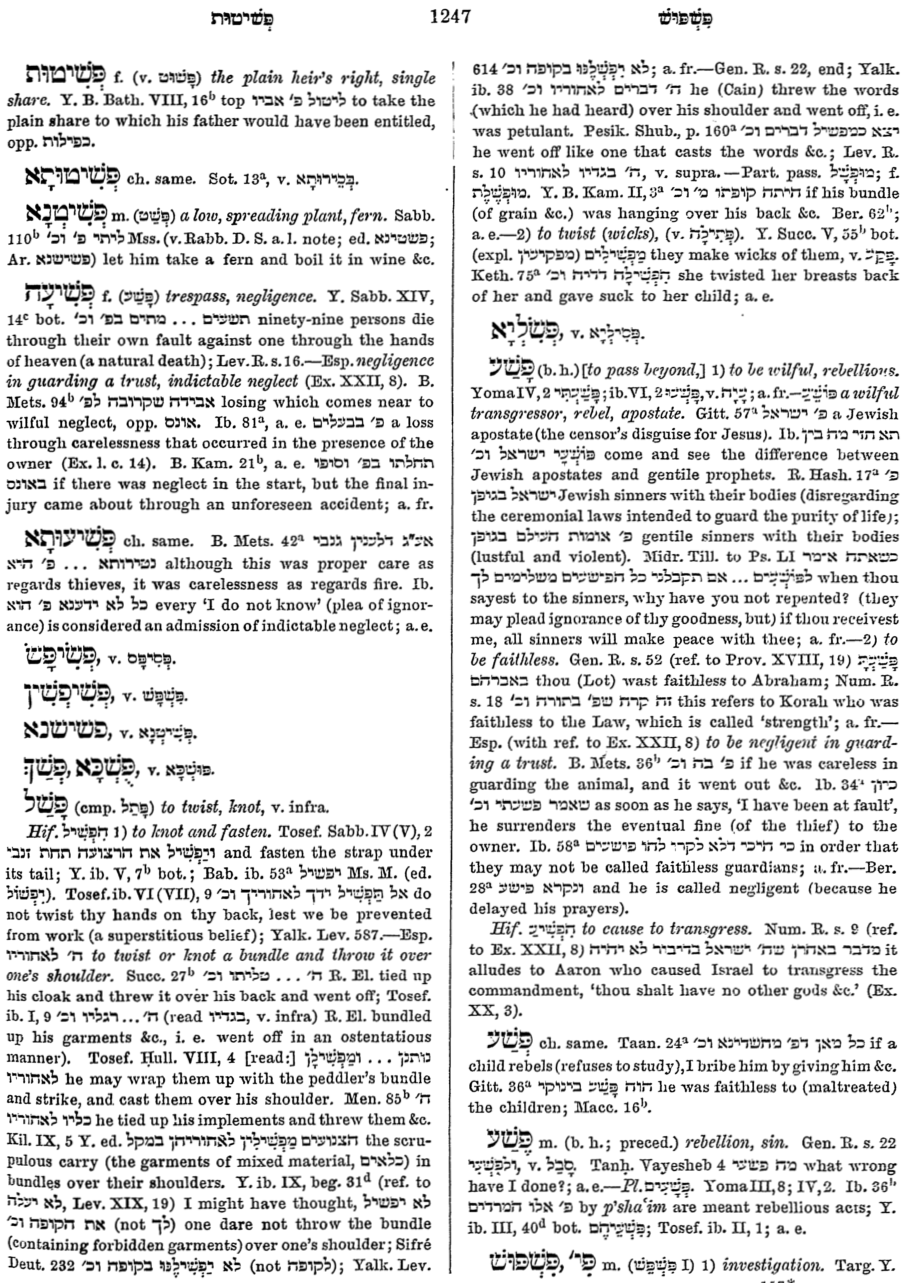 פְּשִׁיטוּת 1247 פִּשְׁפּוּשׁ
פְּשִׁיטוּת f. (v. פָּשׁוּט) the plain heir's right, single
share. Y. B. Bath. VIII, 16ᵇ top ליטול פ' אביו to take the
plain share to which his father would have been entitled,
opp. כפילות.
פְּשִׁיטוּתָא ch. same. Sot. 13ᵃ, v. בְּכֵירוּתָא.
פְּשִׁיטְנָא m. (פְּשַׁט) a low, spreading plant, fern. Sabb.
110ᵇ ליתי פ' וכ' Mss. (v. Rabb. D. S. a. l. note; ed. פשטינא;
Ar. פשישנא) let him take a fern and boil it in wine &c.
פְּשִׁיעָה f. (פָּשַׁע) trespass, negligence. Y. Sabb. XIV,
14ᶜ bot. תשעים ... מתים בפ' וכ' ninety-nine persons die
through their own fault against one through the hands
of heaven (a natural death); Lev. R. s. 16.—Esp. negligence
in guarding a trust, indictable neglect (Ex. XXII, 8). B.
Mets. 94ᵇ אבידה שקרובה לפ' losing which comes near to
wilful neglect, opp. אונס. Ib. 81ᵃ, a. e. פ' בבעלים a loss
through carelessness that occurred in the presence of the
owner (Ex. l. c. 14). B. Kam. 21ᵇ, a. e. תחלתו בפ' וסופו
באונס if there was neglect in the start, but the final in-
jury came about through an unforeseen accident; a. fr.
פְּשִׁיעוּתָא ch. same. B. Mets. 42ᵃ אע"ג דלענין גנבי
נטירותא ... פ' היא although this was proper care as
regards thieves, it was carelessness as regards fire. Ib.
כל לא ידענא פ' הוא every 'I do not know' (plea of ignor-
ance) is considered an admission of indictable neglect; a. e.
פְּשִׁיפָּשׁ, v. פְּסִיפָּס.
פְּשִׁיפְּשִׁין, v. פִּשְׁפָּשׁ.
פשישנא, v. פְּשִׁיטְנָא.
פְּשַׁךְ, פֻּשְׁכָּא, v. פּוּשְׁכָּא.
פָּשַׁל (cmp. פָּתַל) to twist, knot, v. infra.
Hif. הִפְשִׁיל 1) to knot and fasten. Tosef. Sabb. IV (V), 2
ויַפְשִׁיל את הרצועה תחת זנבי and fasten the strap under
its tail; Y. ib. V, 7ᵇ bot.; Bab. ib. 53ᵃ יפשיל Ms. M. (ed.
יִפְשׁוֹל). Tosef. ib. VI (VII), 9 אל תַּפְשִׁיל ידך לאחוריך וכ' do
not twist thy hands on thy back, lest we be prevented
from work (a superstitious belief); Yalk. Lev. 587.—Esp.
ה' לאחוריו to twist or knot a bundle and throw it over
one's shoulder. Succ. 27ᵇ ה' ... טליתו וכ' R. El. tied up
his cloak and threw it over his back and went off; Tosef.
ib. I, 9 ה' ... רגליו וכ' (read בגדיו, v. infra) R. El. bundled
up his garments &c., i. e. went off in an ostentatious
manner). Tosef. Ḥull. VIII, 4 [read:] נותנן ... ומַפְשִׁילָן
לאחוריו he may wrap them up with the peddler's bundle
and strike, and cast them over his shoulder. Men. 85ᵇ ה'
כליו לאחוריו he tied up his implements and threw them &c.
Kil. IX, 5 Y. ed. הצנועים מַפְשִׁילִין לאחוריהן במקל the scru-
pulous carry (the garments of mixed material, כלאים) in
bundles over their shoulders. Y. ib. IX, beg. 31ᵈ (ref. to
לא יעלה, Lev. XIX, 19) I might have thought, לא יפשיל
את הקופה וכ' (not לך) one dare not throw the bundle
(containing forbidden garments) over one's shoulder; Sifré
Deut. 232 לא יַפְשִׁילֶנּוּ בקופה וכ' (not לקופה); Yalk. Lev.
614 לא יַפְשְׁלֶנּוּ בקופה וכ'; a. fr.—Gen. R. s. 22, end; Yalk.
ib. 38 ה' דברים לאחוריו וכ' he (Cain) threw the words
(which he had heard) over his shoulder and went off, i. e.
was petulant. Pesik. Shub., p. 160ᵃ יצא כמפשיל דברים וכ'
he went off like one that casts the words &c.; Lev. R.
s. 10 ה' בגדיו לאחוריו, v. supra.—Part. pass. מוּפְשָׁל; f.
מוּפְשֶׁלֶת. Y. B. Kam. II, 3ᵃ היתה קופתו מ' וכ' if his bundle
(of grain &c.) was hanging over his back &c. Ber. 62ᵇ;
a. e.—2) to twist (wicks), (v. פְּתִילָה). Y. Succ. V, 55ᵇ bot.
(expl. מפקיעין) מַפְשִׁילִים they make wicks of them, v. פָּקַע.
Keth. 75ᵃ הִפְשִׁילָה דדיה וכ' she twisted her breasts back
of her and gave suck to her child; a. e.
פְּשֵׁלְיָא, v. פְּסִילְיָא.
פָּשַׁע (b. h.) [to pass beyond,] 1) to be wilful, rebellious.
Yoma IV, 2 פָּשַׁעְתִּי; ib. VI, 2 פָּשְׁעוּ, v. עָוָה; a. fr.—פּוֹשֵׁעַ a wilful
transgressor, rebel, apostate. Gitt. 57ᵃ פ' ישראל a Jewish
apostate (the censor's disguise for Jesus). Ib. תא חזי מה בין
פּוֹשְׁעֵי ישראל וכ' come and see the difference between
Jewish apostates and gentile prophets. R. Hash. 17ᵃ פ'
ישראל בגופן Jewish sinners with their bodies (disregarding
the ceremonial laws intended to guard the purity of life);
פ' אומות העולם בגופן gentile sinners with their bodies
(lustful and violent). Midr. Till. to Ps. LI כשאתה אומר
לפּוֹשְׁעִים ... אם תקבלני כל הפישעים משלימים לך when thou
sayest to the sinners, why have you not repented? (they
may plead ignorance of thy goodness, but) if thou receivest
me, all sinners will make peace with thee; a. fr.—2) to
be faithless. Gen. R. s. 52 (ref. to Prov. XVIII, 19) פָּשַׁעְתָּ
באברהם thou (Lot) wast faithless to Abraham; Num. R.
s. 18 זה קרח שפ' בתורה וכ' this refers to Korah who was
faithless to the Law, which is called 'strength'; a. fr.—
Esp. (with ref. to Ex. XXII, 8) to be negligent in guard-
ing a trust. B. Mets. 36ᵇ פ' בה וכ' if he was careless in
guarding the animal, and it went out &c. Ib. 34ᵃ כיון
שאמר פשעתי וכ' as soon as he says, 'I have been at fault',
he surrenders the eventual fine (of the thief) to the
owner. Ib. 58ᵃ כי היכי דלא לקרו להו פושעים in order that
they may not be called faithless guardians; a. fr.—Ber.
28ᵃ ונקרא פישע and he is called negligent (because he
delayed his prayers).
Hif. הִפְשִׁיעַ to cause to transgress. Num. R. s. 9 (ref.
to Ex. XXII, 8) מדבר באהרן שה' ישראל בדיבור לא יהיה it
alludes to Aaron who caused Israel to transgress the
commandment, 'thou shalt have no other gods &c.' (Ex.
XX, 3).
פְּשַׁע ch. same. Taan. 24ᵃ כל מאן דפ' מחשדינא וכ' if a
child rebels (refuses to study), I bribe him by giving him &c.
Gitt. 36ᵃ הוה פָּשַׁע בינוקי he was faithless to (maltreated)
the children; Macc. 16ᵇ.
פֶּשַׁע m. (b. h.; preced.) rebellion, sin. Gen. R. s. 22
ולפִשְׁעִי, v. סָבַל. Tanḥ. Vayesheb 4 מה פשעי what wrong
have I done?; a. e.—Pl. פְּשָׁעִים. Yoma III, 8; IV, 2. Ib. 36ᵇ
פ' אלו המרדים by p'sha'im are meant rebellious acts; Y.
ib. III, 40ᵈ bot. פִּשְׁעֵיהֶם; Tosef. ib. II, 1; a. e.
פִּשְׁפּוּשׁ, פי' m. (פִּשְׁפֵּשׁ I) 1) investigation. Targ. Y.